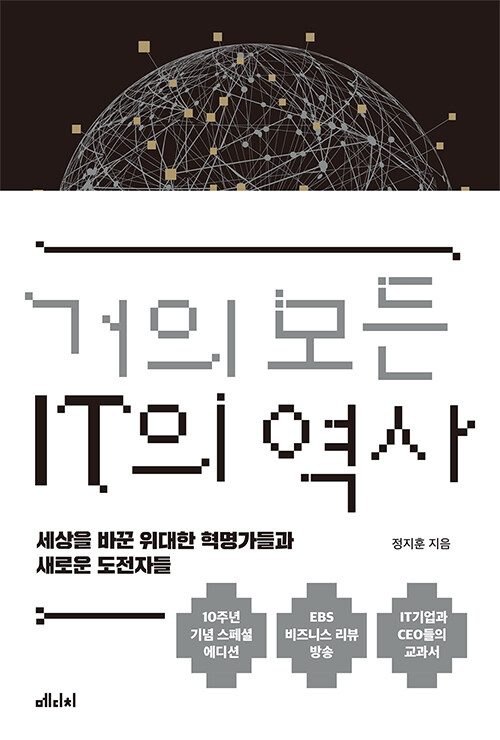 거의 모든
IT의 역사
세상을 바꾼 위대한 혁명가들과
새로운 도전자들
정지훈 지음
10주년
기념 스페셜
에디션
EBS
비즈니스 리뷰
방송
IT기업과
CEO들의
교과서
메디치